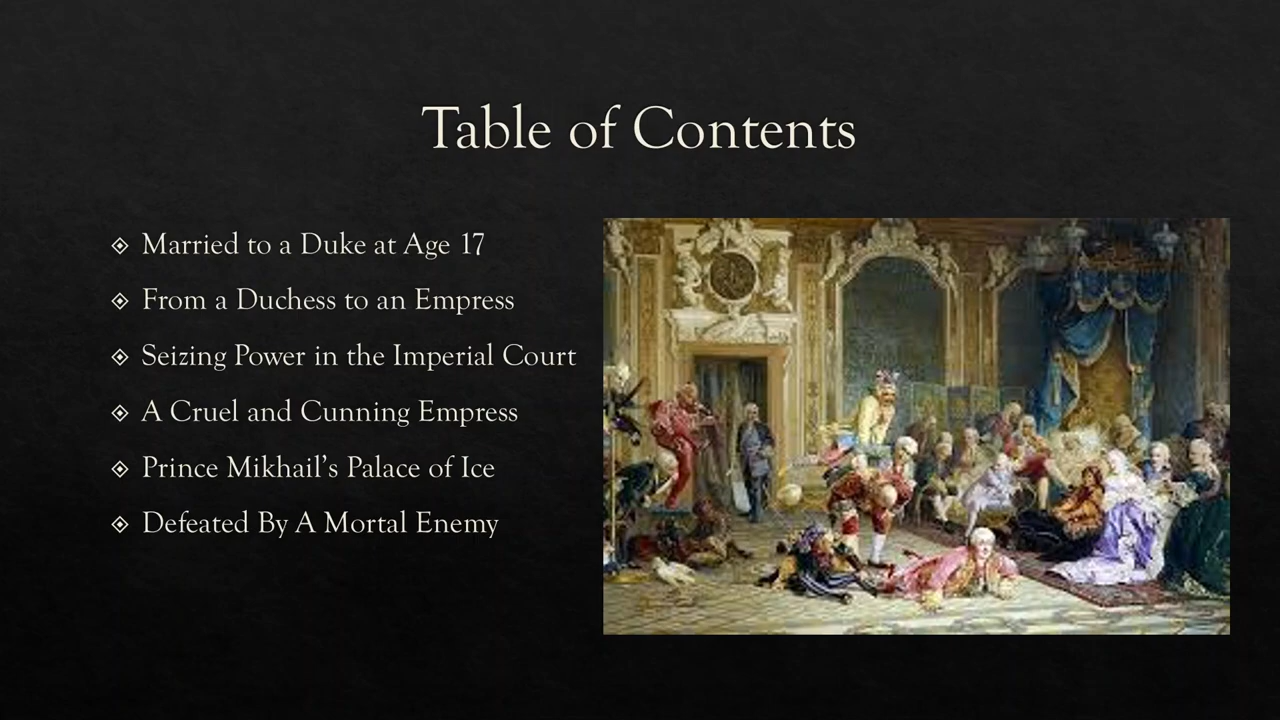 Table of Contents
Married to a Duke at Age 17
From a Duchess to an Empress
Seizing Power in the Imperial Court
A Cruel and Cunning Empress
Prince Mikhail’s Palace of Ice
Defeated By A Mortal Enemy